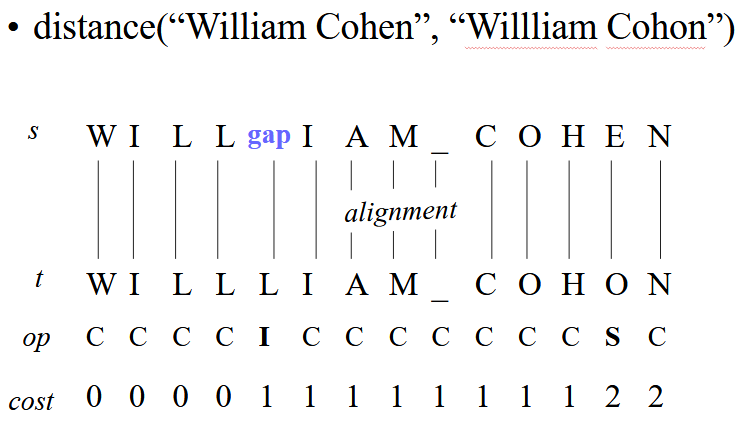 • distance(“William Cohen”, “Willliam Cohon”)
s W I L L gap I A M _ C O H E N
alignment
t W I L L L I A M _ C O H O N
op C C C C I C C C C C C C S C
cost 0 0 0 0 1 1 1 1 1 1 1 1 2 2